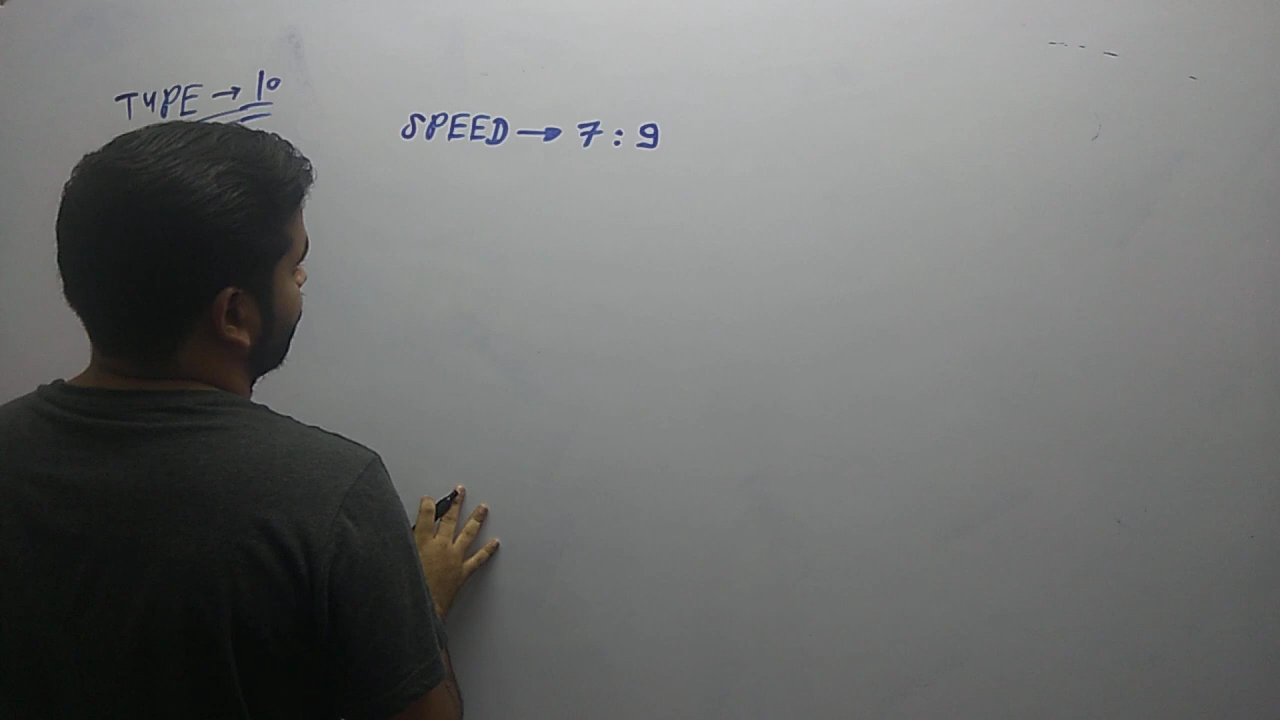 TYPE → 10
SPEED → 7 : 9